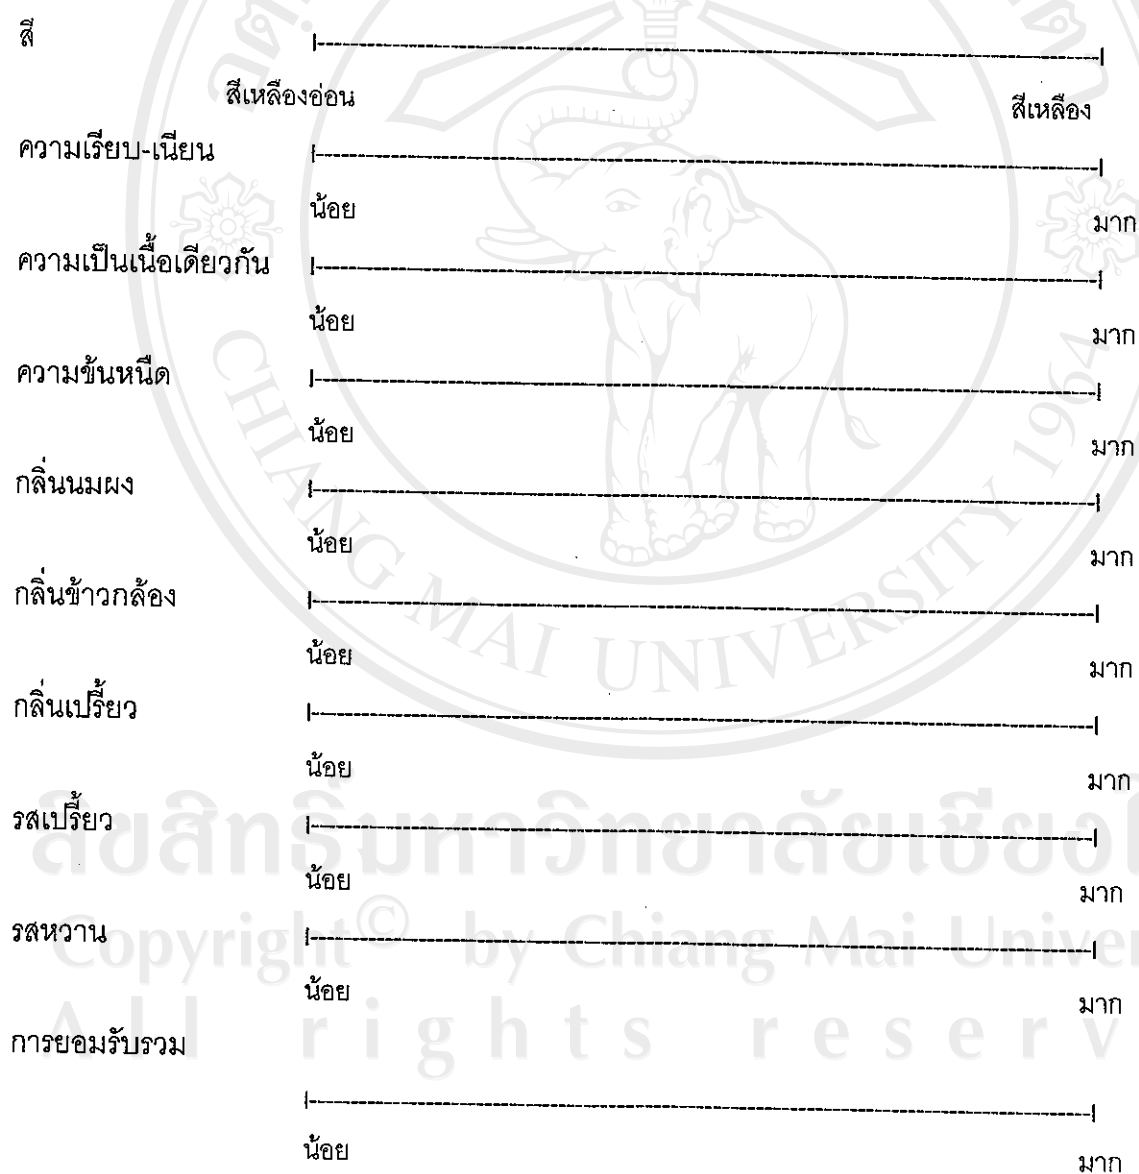 สี |--------------------|
สีเหลืองอ่อน สีเหลือง
ความเรียบ-เนียน |--------------------|
น้อย มาก
ความเป็นเนื้อเดียวกัน |--------------------|
น้อย มาก
ความข้นหนืด |--------------------|
น้อย มาก
กลิ่นนมผง |--------------------|
น้อย มาก
กลิ่นข้าวกล้อง |--------------------|
น้อย มาก
กลิ่นเปรี้ยว |--------------------|
น้อย มาก
รสเปรี้ยว |--------------------|
น้อย มาก
รสหวาน |--------------------|
น้อย มาก
การยอมรับรวม
|--------------------|
น้อย มาก
CHIANG MAI UNIVERSITY 1964
ลิขสิทธิ์มหาวิทยาลัยเชียงใ
Copyright© by Chiang Mai Univer
All rights reserv